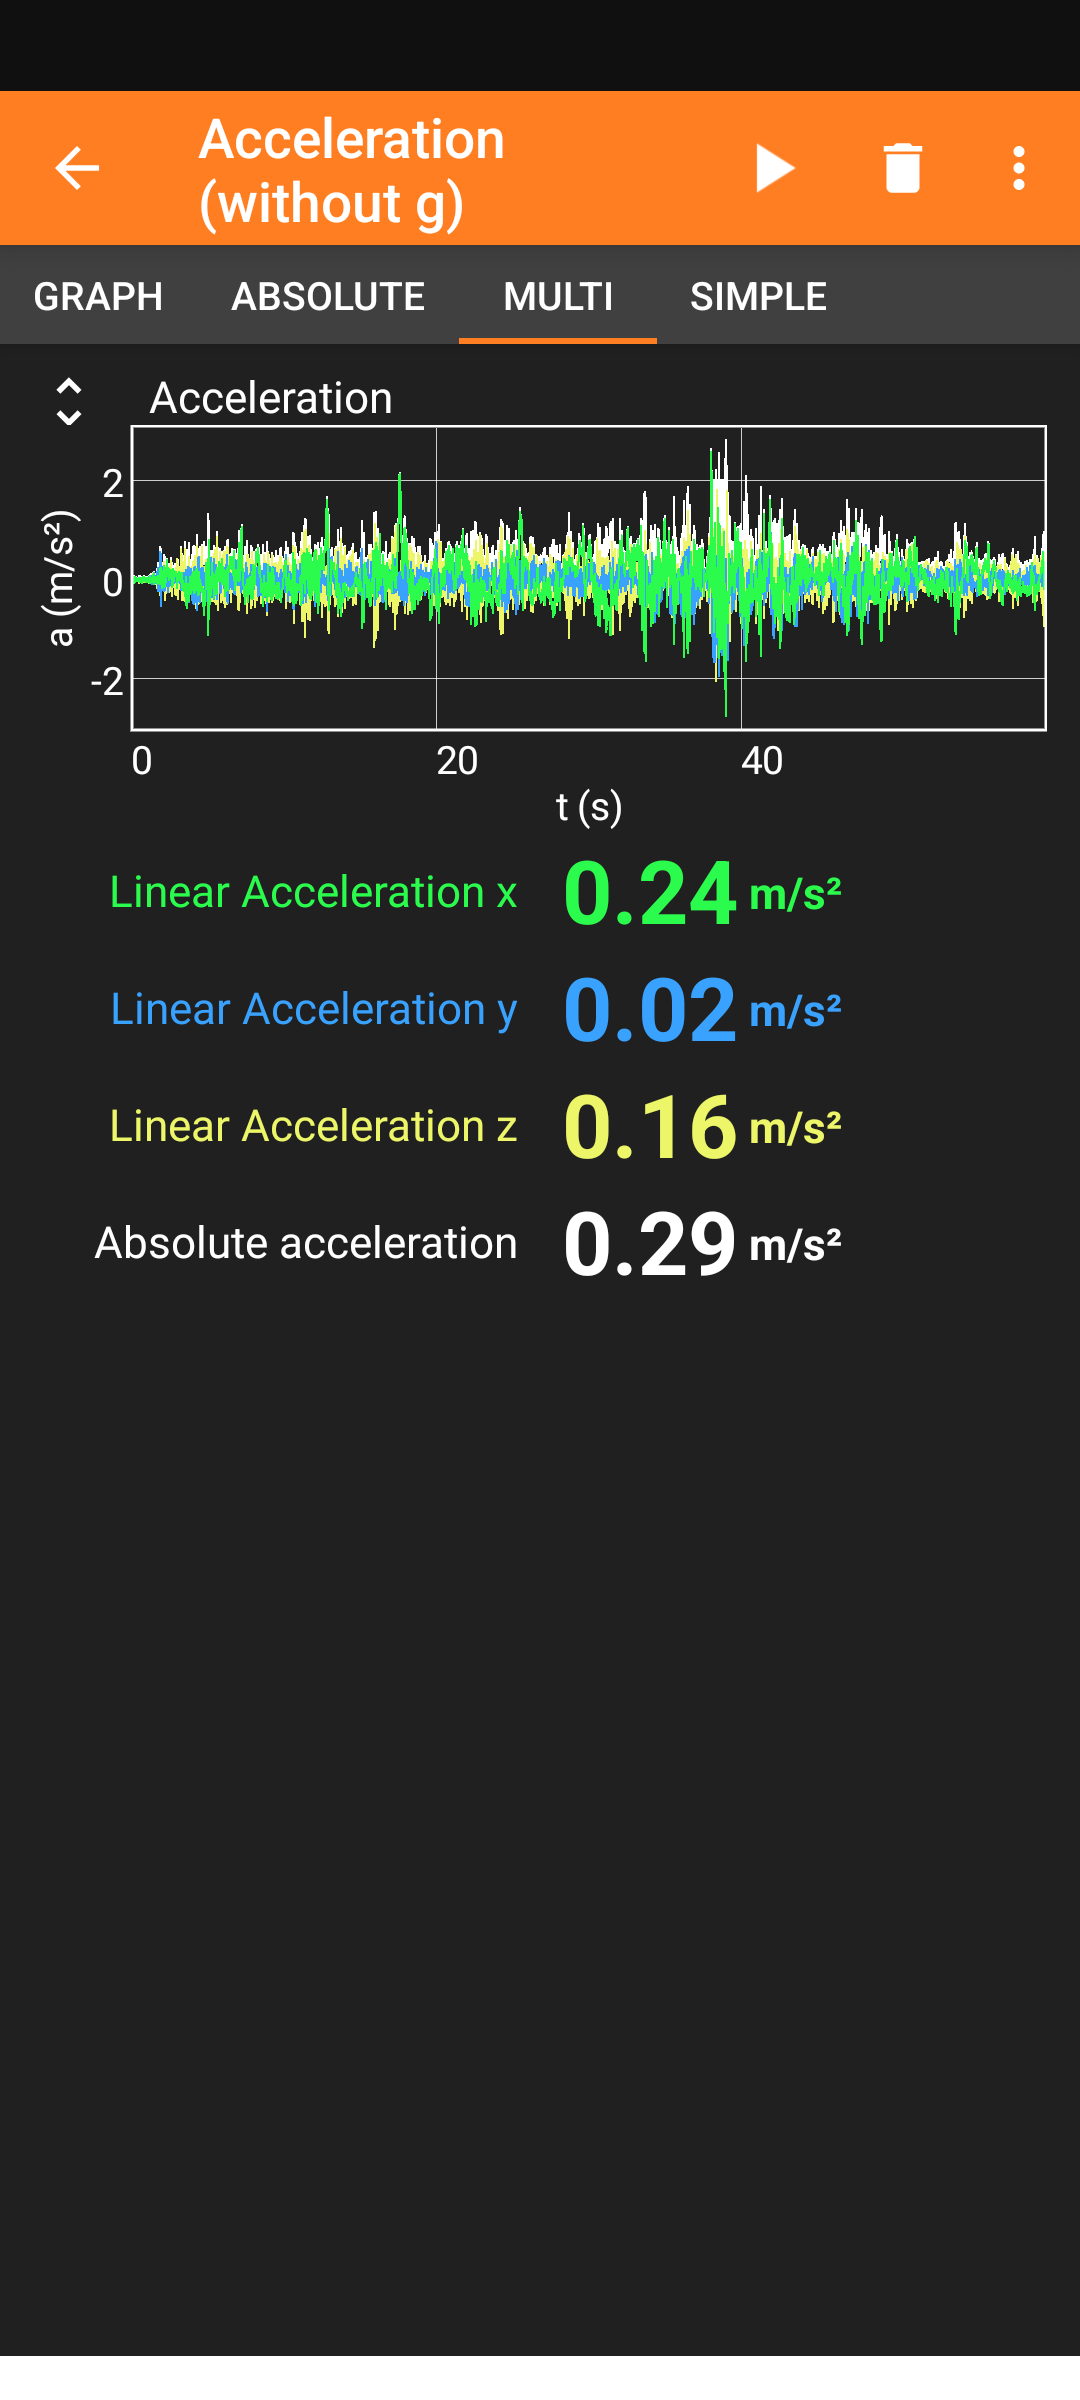 Acceleration
(without g)
GRAPH ABSOLUTE MULTI SIMPLE
Acceleration
a (m/s²)
2
0
-2
0 20 40
t (s)
Linear Acceleration x 0.24 m/s²
Linear Acceleration y 0.02 m/s²
Linear Acceleration z 0.16 m/s²
Absolute acceleration 0.29 m/s²